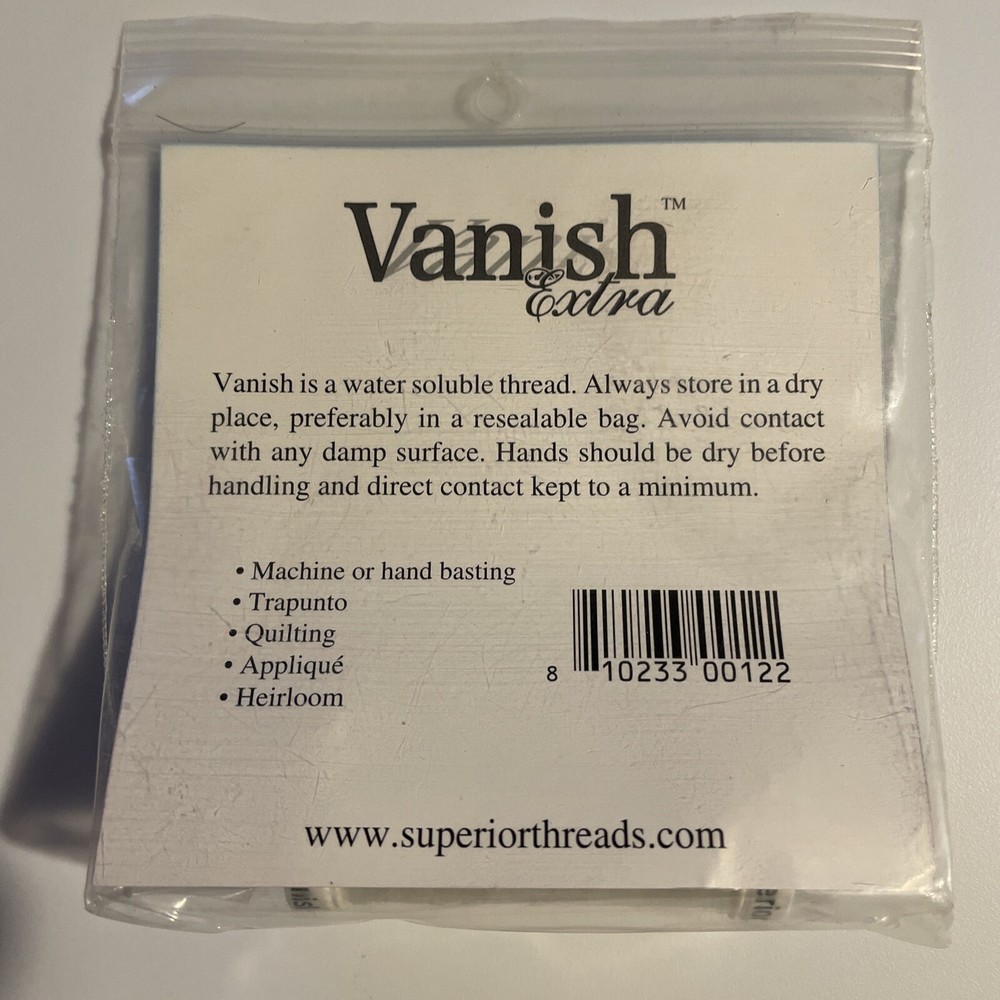 Vanish™
Extra
Vanish is a water soluble thread. Always store in a dry
place, preferably in a resealable bag. Avoid contact
with any damp surface. Hands should be dry before
handling and direct contact kept to a minimum.
• Machine or hand basting
• Trapunto
• Quilting
• Appliqué
• Heirloom
8 10233 00122
www.superiorthreads.com